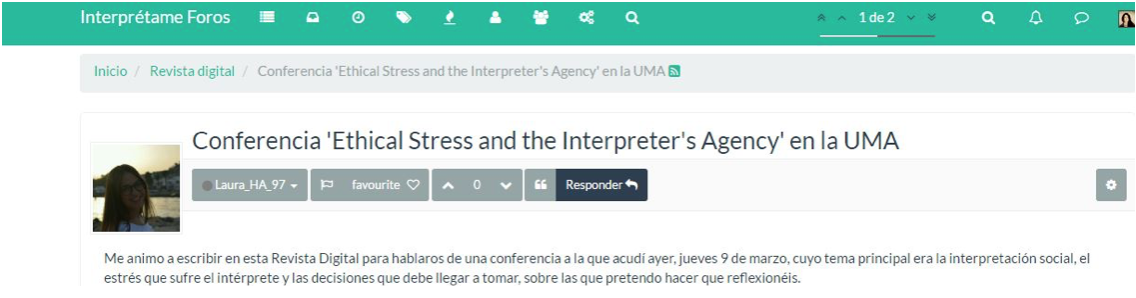 Interprétame Foros
1 de 2
Inicio / Revista digital / Conferencia 'Ethical Stress and the Interpreter's Agency' en la UMA
Conferencia 'Ethical Stress and the Interpreter's Agency' en la UMA
Laura_HA_97 favourite 0 Responder
Me animo a escribir en esta Revista Digital para hablaros de una conferencia a la que acudí ayer, jueves 9 de marzo, cuyo tema principal era la interpretación social, el
estrés que sufre el intérprete y las decisiones que debe llegar a tomar, sobre las que pretendo hacer que reflexionéis.